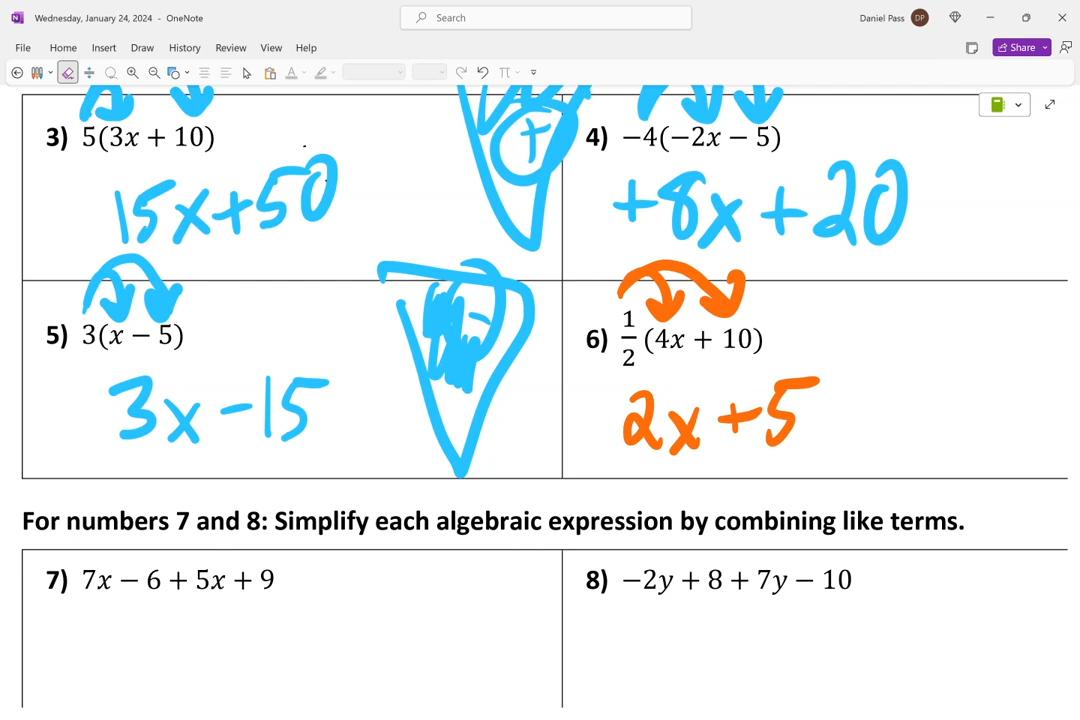 Wednesday, January 24, 2024 - OneNote
Search
Daniel Pass DP
File Home Insert Draw History Review View Help
Share
3) 5(3x + 10)
15x+50
+
4) −4(−2x − 5)
+8x+20
5) 3(x − 5)
3x-15
-
6) 1/2 (4x + 10)
2x+5
For numbers 7 and 8: Simplify each algebraic expression by combining like terms.
7) 7x − 6 + 5x + 9
8) −2y + 8 + 7y − 10